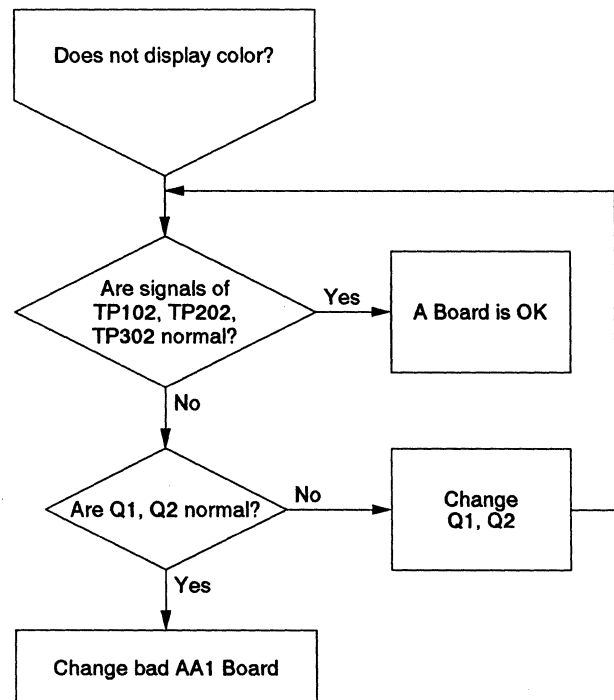 Does not display color?
Are signals of
TP102, TP202,
TP302 normal?
Yes
A Board is OK
No
Are Q1, Q2 normal?
No
Change
Q1, Q2
Yes
Change bad AA1 Board